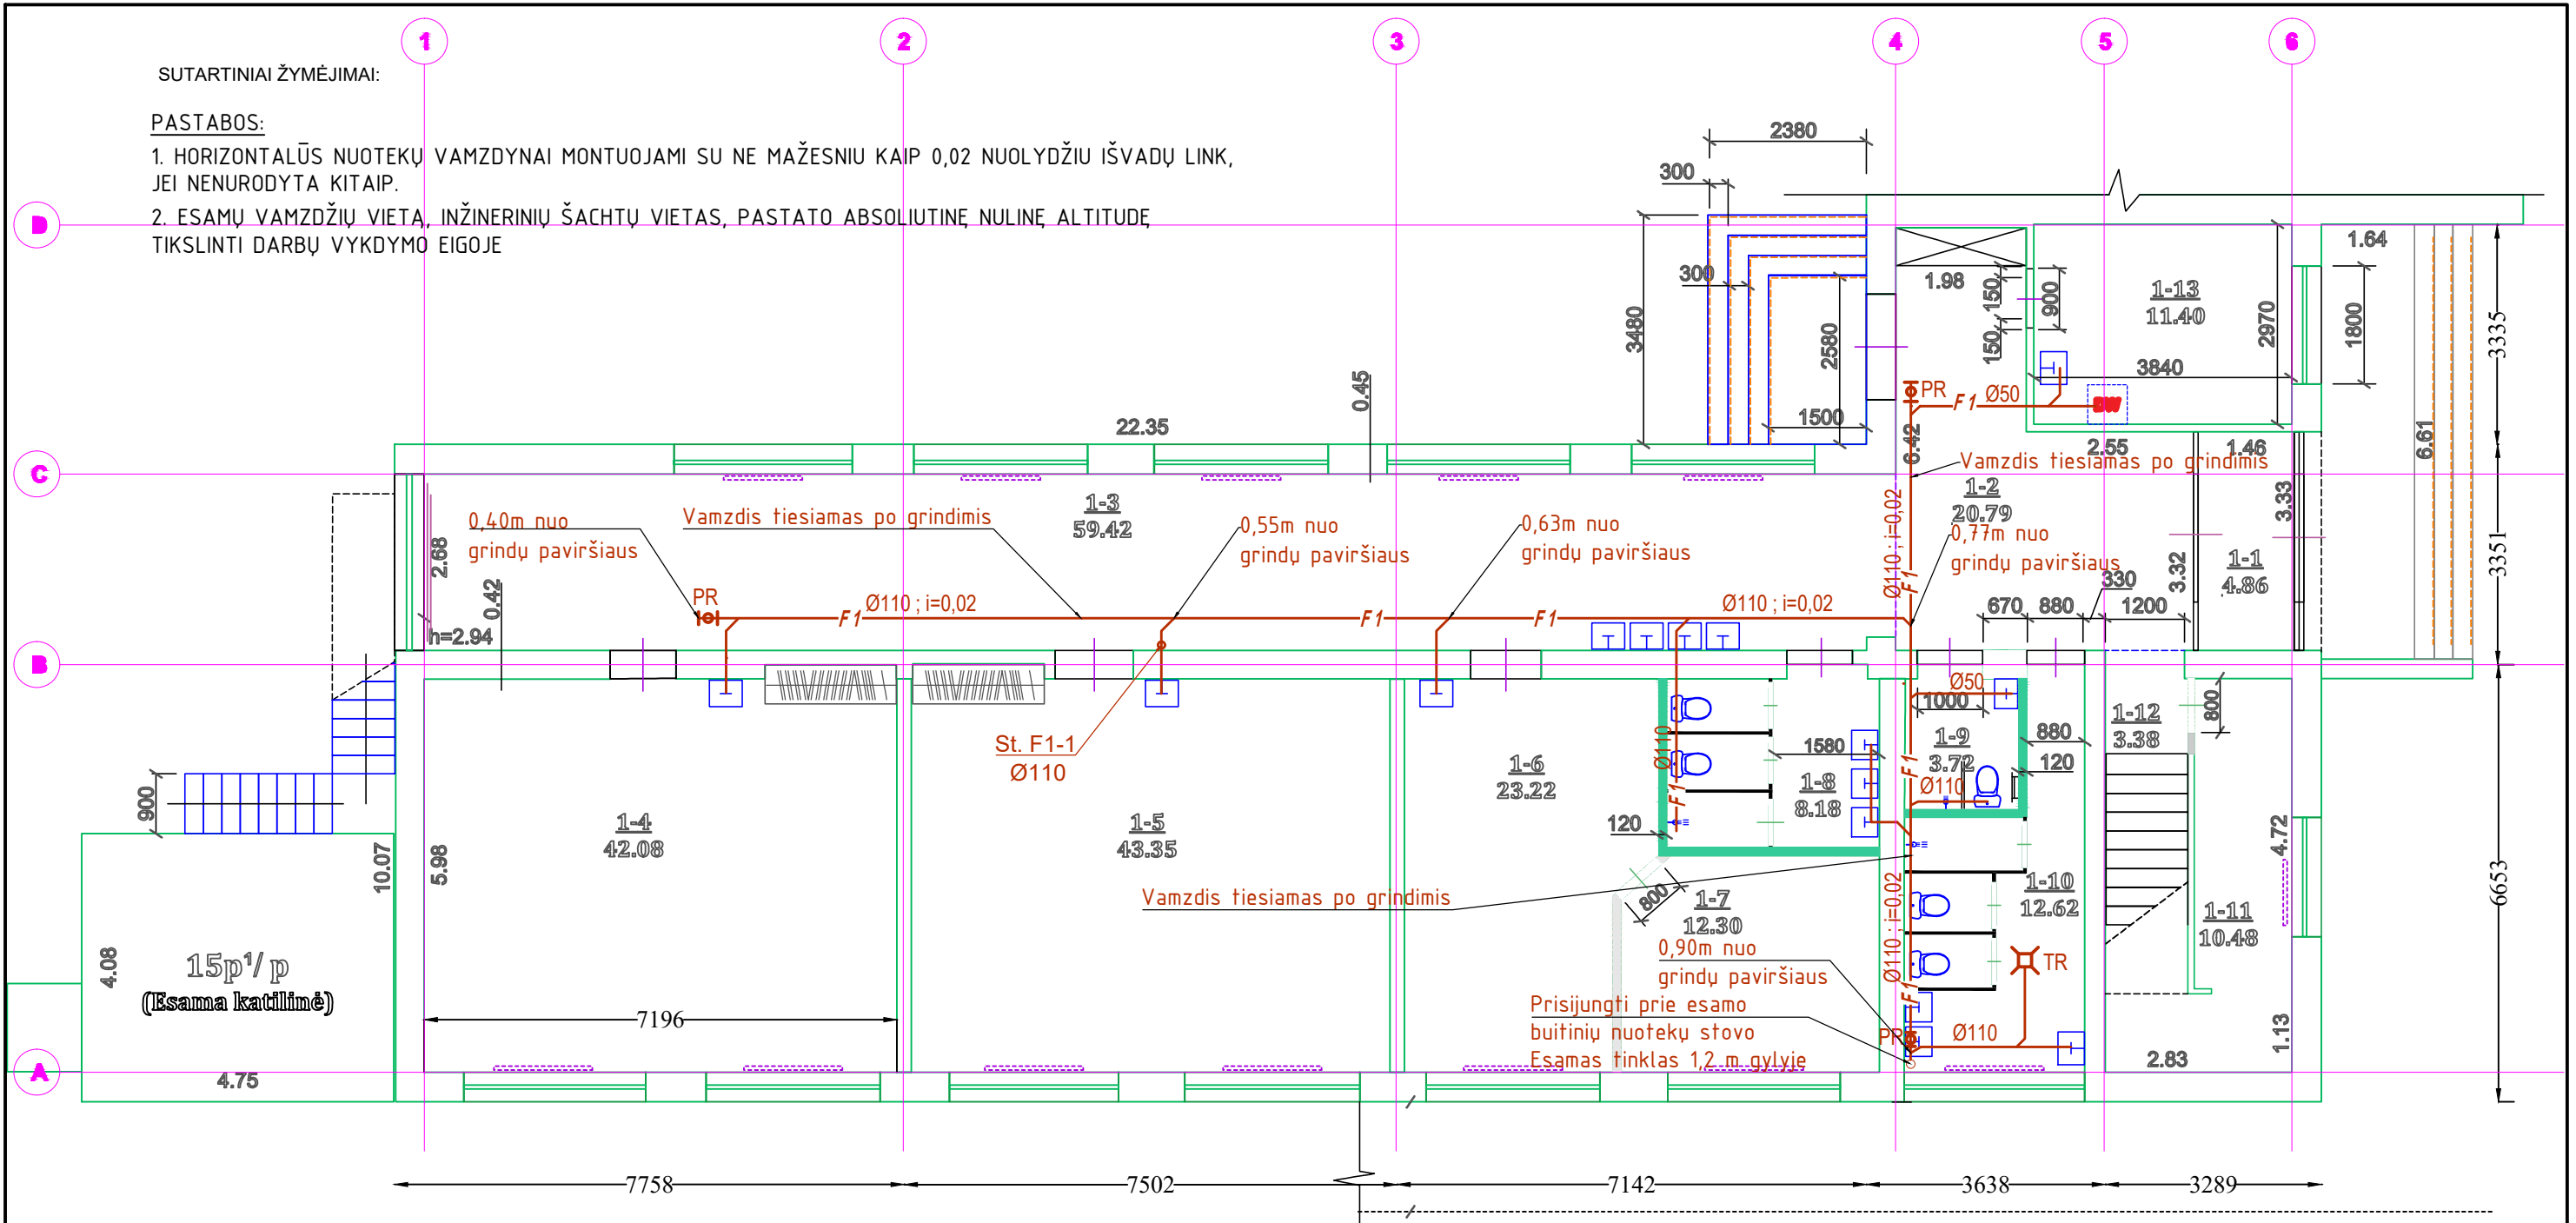 1
2
3
4
5
6
SUTARTINIAI ŽYMĖJIMAI:
PASTABOS:
1. HORIZONTALŪS NUOTEKŲ VAMZDYNAI MONTUOJAMI SU NE MAŽESNIU KAIP 0,02 NUOLYDŽIU IŠVADŲ LINK,
JEI NENURODYTA KITAIP.
2. ESAMŲ VAMZDŽIŲ VIETA, INŽINERINIŲ ŠACHTŲ VIETAS, PASTATO ABSOLIUTINĘ NULINĘ ALTITUDĘ
TIKSLINTI DARBŲ VYKDYMO EIGOJE
D
C
B
A
2380
300
300
3480
2580
1500
1.98
150
900
150
1-13
11.40
2970
3840
1.64
1800
3335
6.61
PR
F1
Ø50
DW
6.42
2.55
1.46
Vamzdis tiesiamas po grindimis
22.35
0.45
1-3
59.42
1-2
20.79
3.33
3351
0,40m nuo
grindų paviršiaus
Vamzdis tiesiamas po grindimis
0,55m nuo
grindų paviršiaus
0,63m nuo
grindų paviršiaus
0,77m nuo
grindų paviršiaus
Ø110 ; i=0,02
F1
2.68
0.42
h=2.94
PR
F1
Ø110 ; i=0,02
F1
F1
Ø110 ; i=0,02
1-1
4.86
3.32
330
670
880
1200
St. F1-1
Ø110
Ø110
F1
1580
Ø50
1000
1-9
3.72
Ø110
F1
880
120
1-12
3.38
800
900
1-4
42.08
1-5
43.35
1-6
23.22
1-8
8.18
120
10.07
5.98
4.72
6653
Vamzdis tiesiamas po grindimis
800
1-7
12.30
Ø110 ; i=0,02
F1
1-10
12.62
1-11
10.48
TR
4.08
15p¹/ p
(Esama katilinė)
4.75
7196
0,90m nuo
grindų paviršiaus
Prisijungti prie esamo
buitinių nuotekų stovo
Esamas tinklas 1,2 m gylyje
PR
Ø110
1.13
2.83
7758
7502
7142
3638
3289